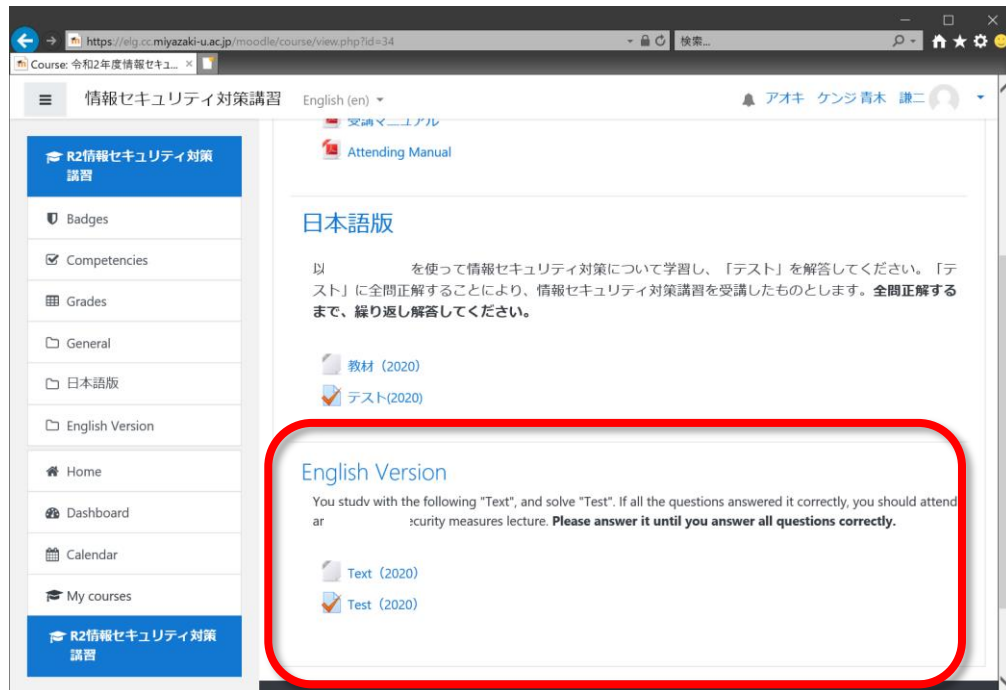 https://elg.cc.miyazaki-u.ac.jp/moodle/course/view.php?id=34
検索...
Course: 令和2年度情報セキュ...
情報セキュリティ対策講習 English (en)
アオキ ケンジ 青木 謙二
受講マニュアル
Attending Manual
R2情報セキュリティ対策
講習
Badges
Competencies
Grades
General
日本語版
English Version
Home
Dashboard
Calendar
My courses
R2情報セキュリティ対策
講習
日本語版
以 を使って情報セキュリティ対策について学習し、「テスト」を解答してください。「テ
スト」に全問正解することにより、情報セキュリティ対策講習を受講したものとします。全問正解する
まで、繰り返し解答してください。
教材（2020）
テスト(2020)
English Version
You study with the following "Text", and solve "Test". If all the questions answered it correctly, you should attend
measures lecture. Please answer it until you answer all questions correctly.
Text（2020）
Test（2020）